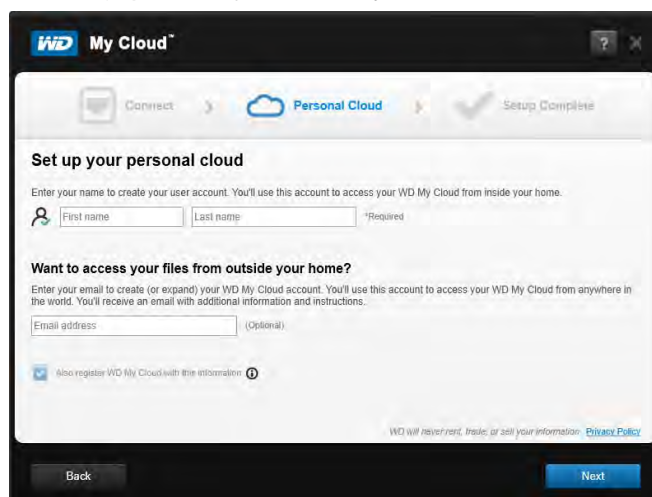 WD My Cloud™
?
Connect
Personal Cloud
Setup Complete
Set up your personal cloud
Enter your name to create your user account. You'll use this account to access your WD My Cloud from inside your home.
First name
Last name
*Required
Want to access your files from outside your home?
Enter your email to create (or expand) your WD My Cloud account. You'll use this account to access your WD My Cloud from anywhere in
the world. You'll receive an email with additional information and instructions.
Email address
(Optional)
Also register WD My Cloud with this information
WD will never rent, trade, or sell your information. Privacy Policy
Back
Next